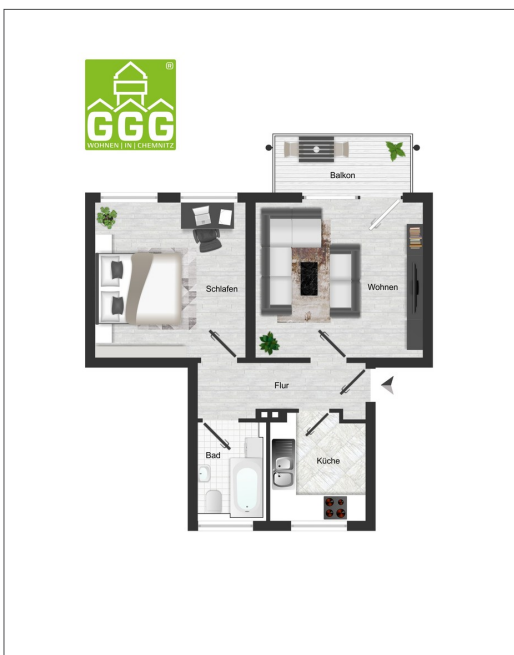 ®
GGG
WOHNEN | IN | CHEMNITZ
Balkon
Schlafen
Wohnen
Flur
Bad
Küche